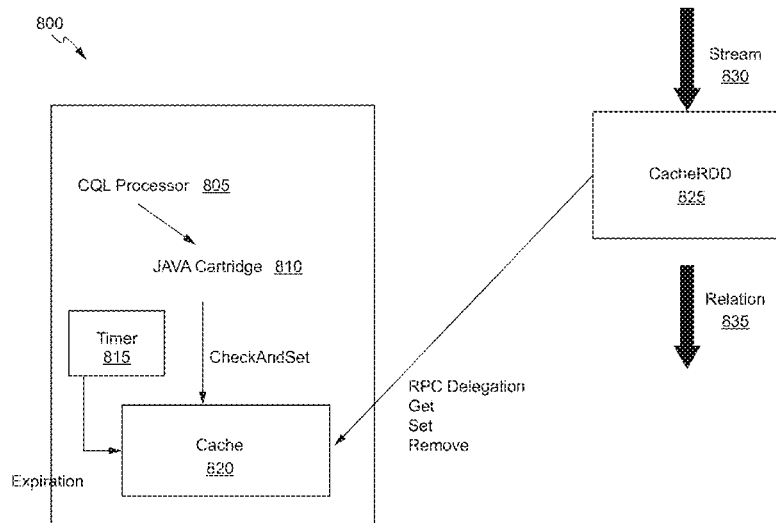 800
Stream
830
CacheRDD
825
CQL Processor 805
JAVA Cartridge 810
Relation
835
Timer
815
CheckAndSet
RPC Delegation
Get
Set
Remove
Cache
820
Expiration